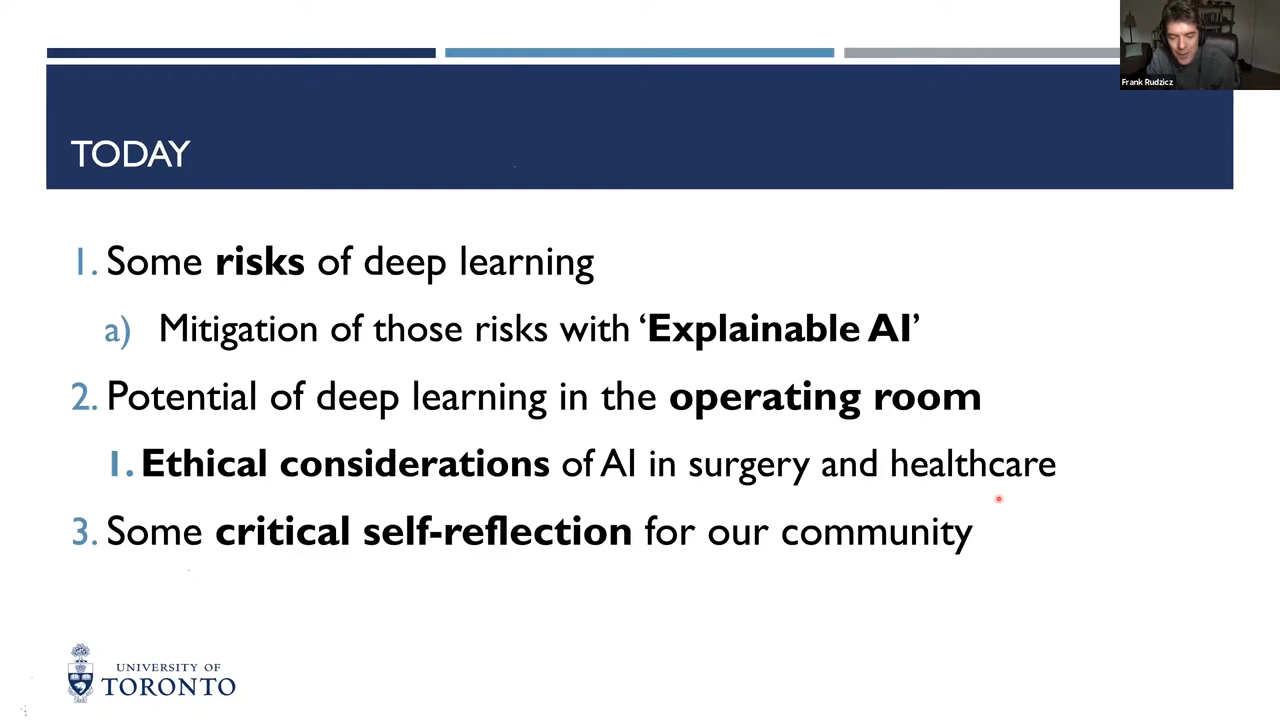 Frank Rudzicz
TODAY
1. Some risks of deep learning
a) Mitigation of those risks with ‘Explainable AI’
2. Potential of deep learning in the operating room
1. Ethical considerations of AI in surgery and healthcare
3. Some critical self-reflection for our community
UNIVERSITY OF
TORONTO